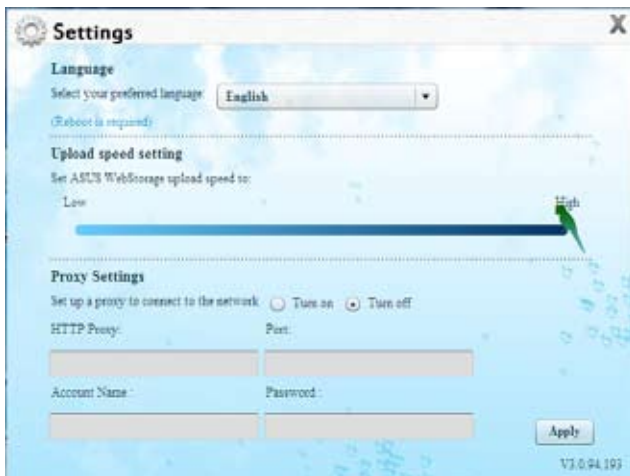 Settings
X
Language
Select your preferred language: English
(Reboot is required)
Upload speed setting
Set ASUS WebStorage upload speed to:
Low High
Proxy Settings
Set up a proxy to connect to the network Turn on Turn off
HTTP Proxy: Port:
Account Name : Password :
Apply
V3.0.94.193